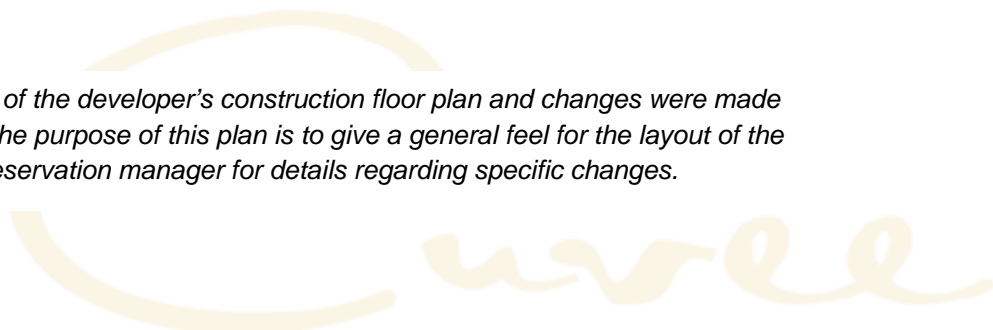 of the developer’s construction floor plan and changes were made
he purpose of this plan is to give a general feel for the layout of the
eservation manager for details regarding specific changes.
Cuvee